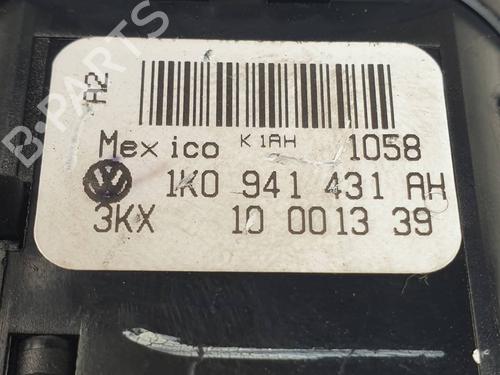 A2
Mexico K1AH 1058
1K0 941 431 AH
3KX 10 0013 39
B-PARTS